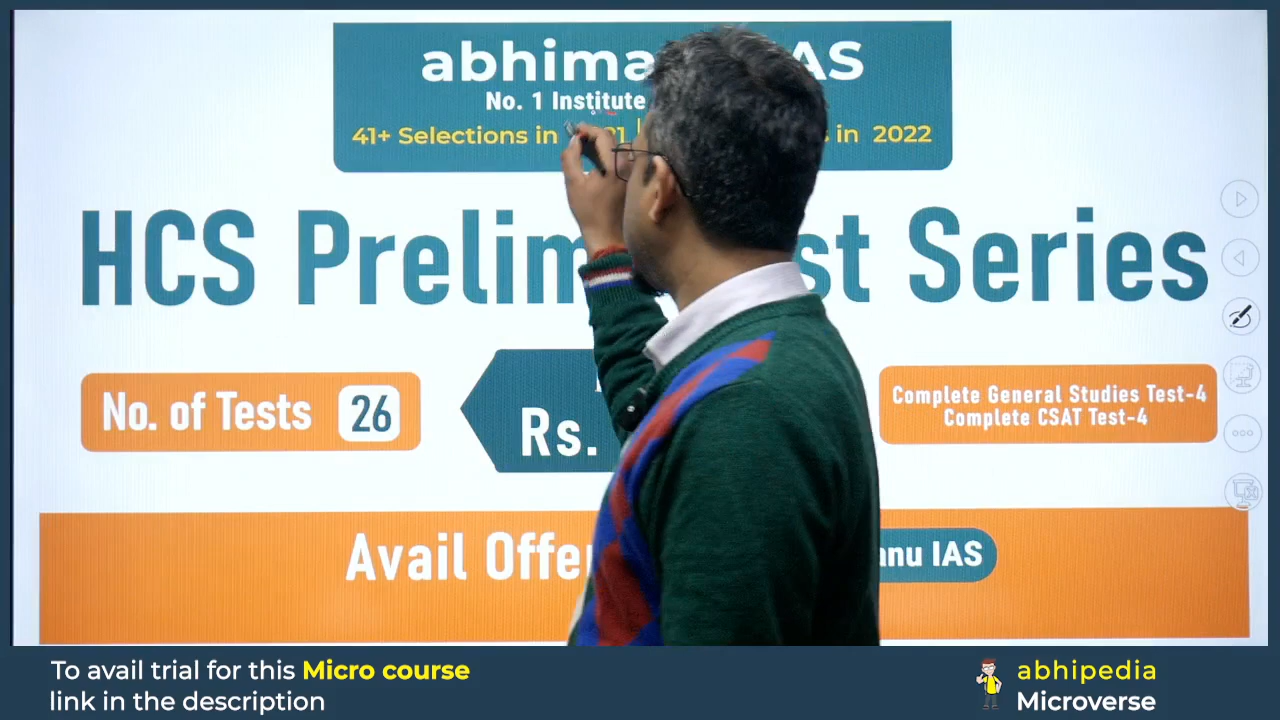 abhima AS
No. 1 Institute
41+ Selections in in 2022
HCS Prelim st Series
No. of Tests 26
Rs.
Complete General Studies Test-4
Complete CSAT Test-4
Avail Offe
anu IAS
To avail trial for this Micro course
link in the description
abhipedia
Microverse